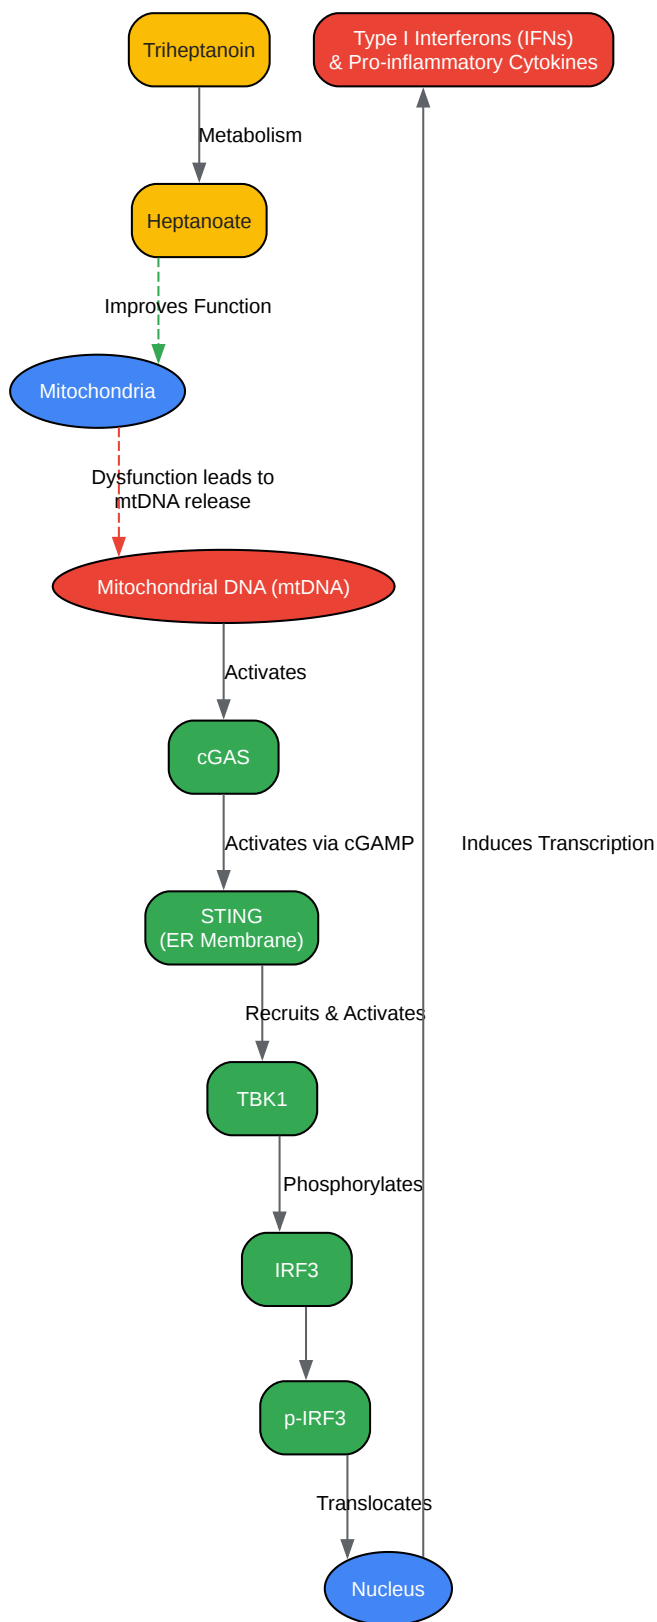 Triheptanoin
Type I Interferons (IFNs)
& Pro-inflammatory Cytokines
Metabolism
Heptanoate
Improves Function
Mitochondria
Dysfunction leads to
mtDNA release
Mitochondrial DNA (mtDNA)
Activates
cGAS
Activates via cGAMP
Induces Transcription
STING
(ER Membrane)
Recruits & Activates
TBK1
Phosphorylates
IRF3
p-IRF3
Translocates
Nucleus